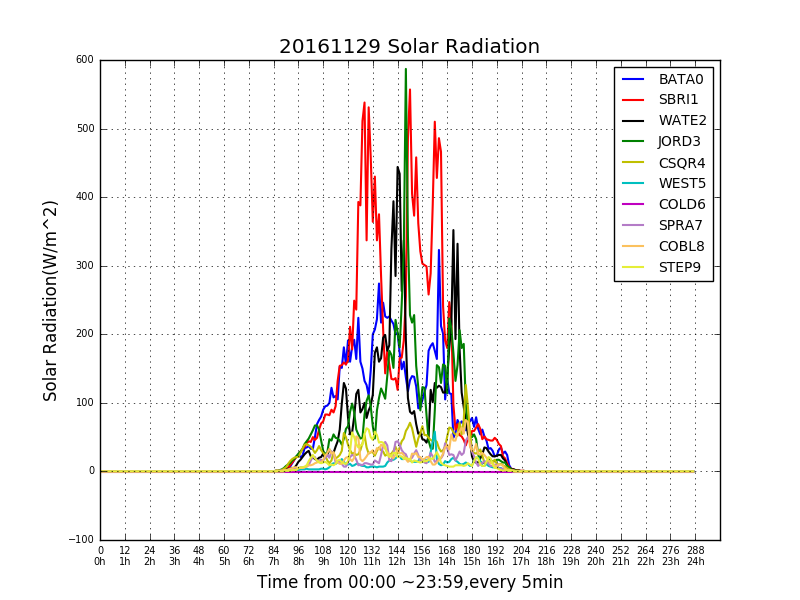 20161129 Solar Radiation
600
500
400
300
200
100
0
−100
Solar Radiation(W/m^2)
BATA0
SBRI1
WATE2
JORD3
CSQR4
WEST5
COLD6
SPRA7
COBL8
STEP9
0 12 24 36 48 60 72 84 96 108 120 132 144 156 168 180 192 204 216 228 240 252 264 276 288
0h 1h 2h 3h 4h 5h 6h 7h 8h 9h 10h 11h 12h 13h 14h 15h 16h 17h 18h 19h 20h 21h 22h 23h 24h
Time from 00:00 ~23:59,every 5min